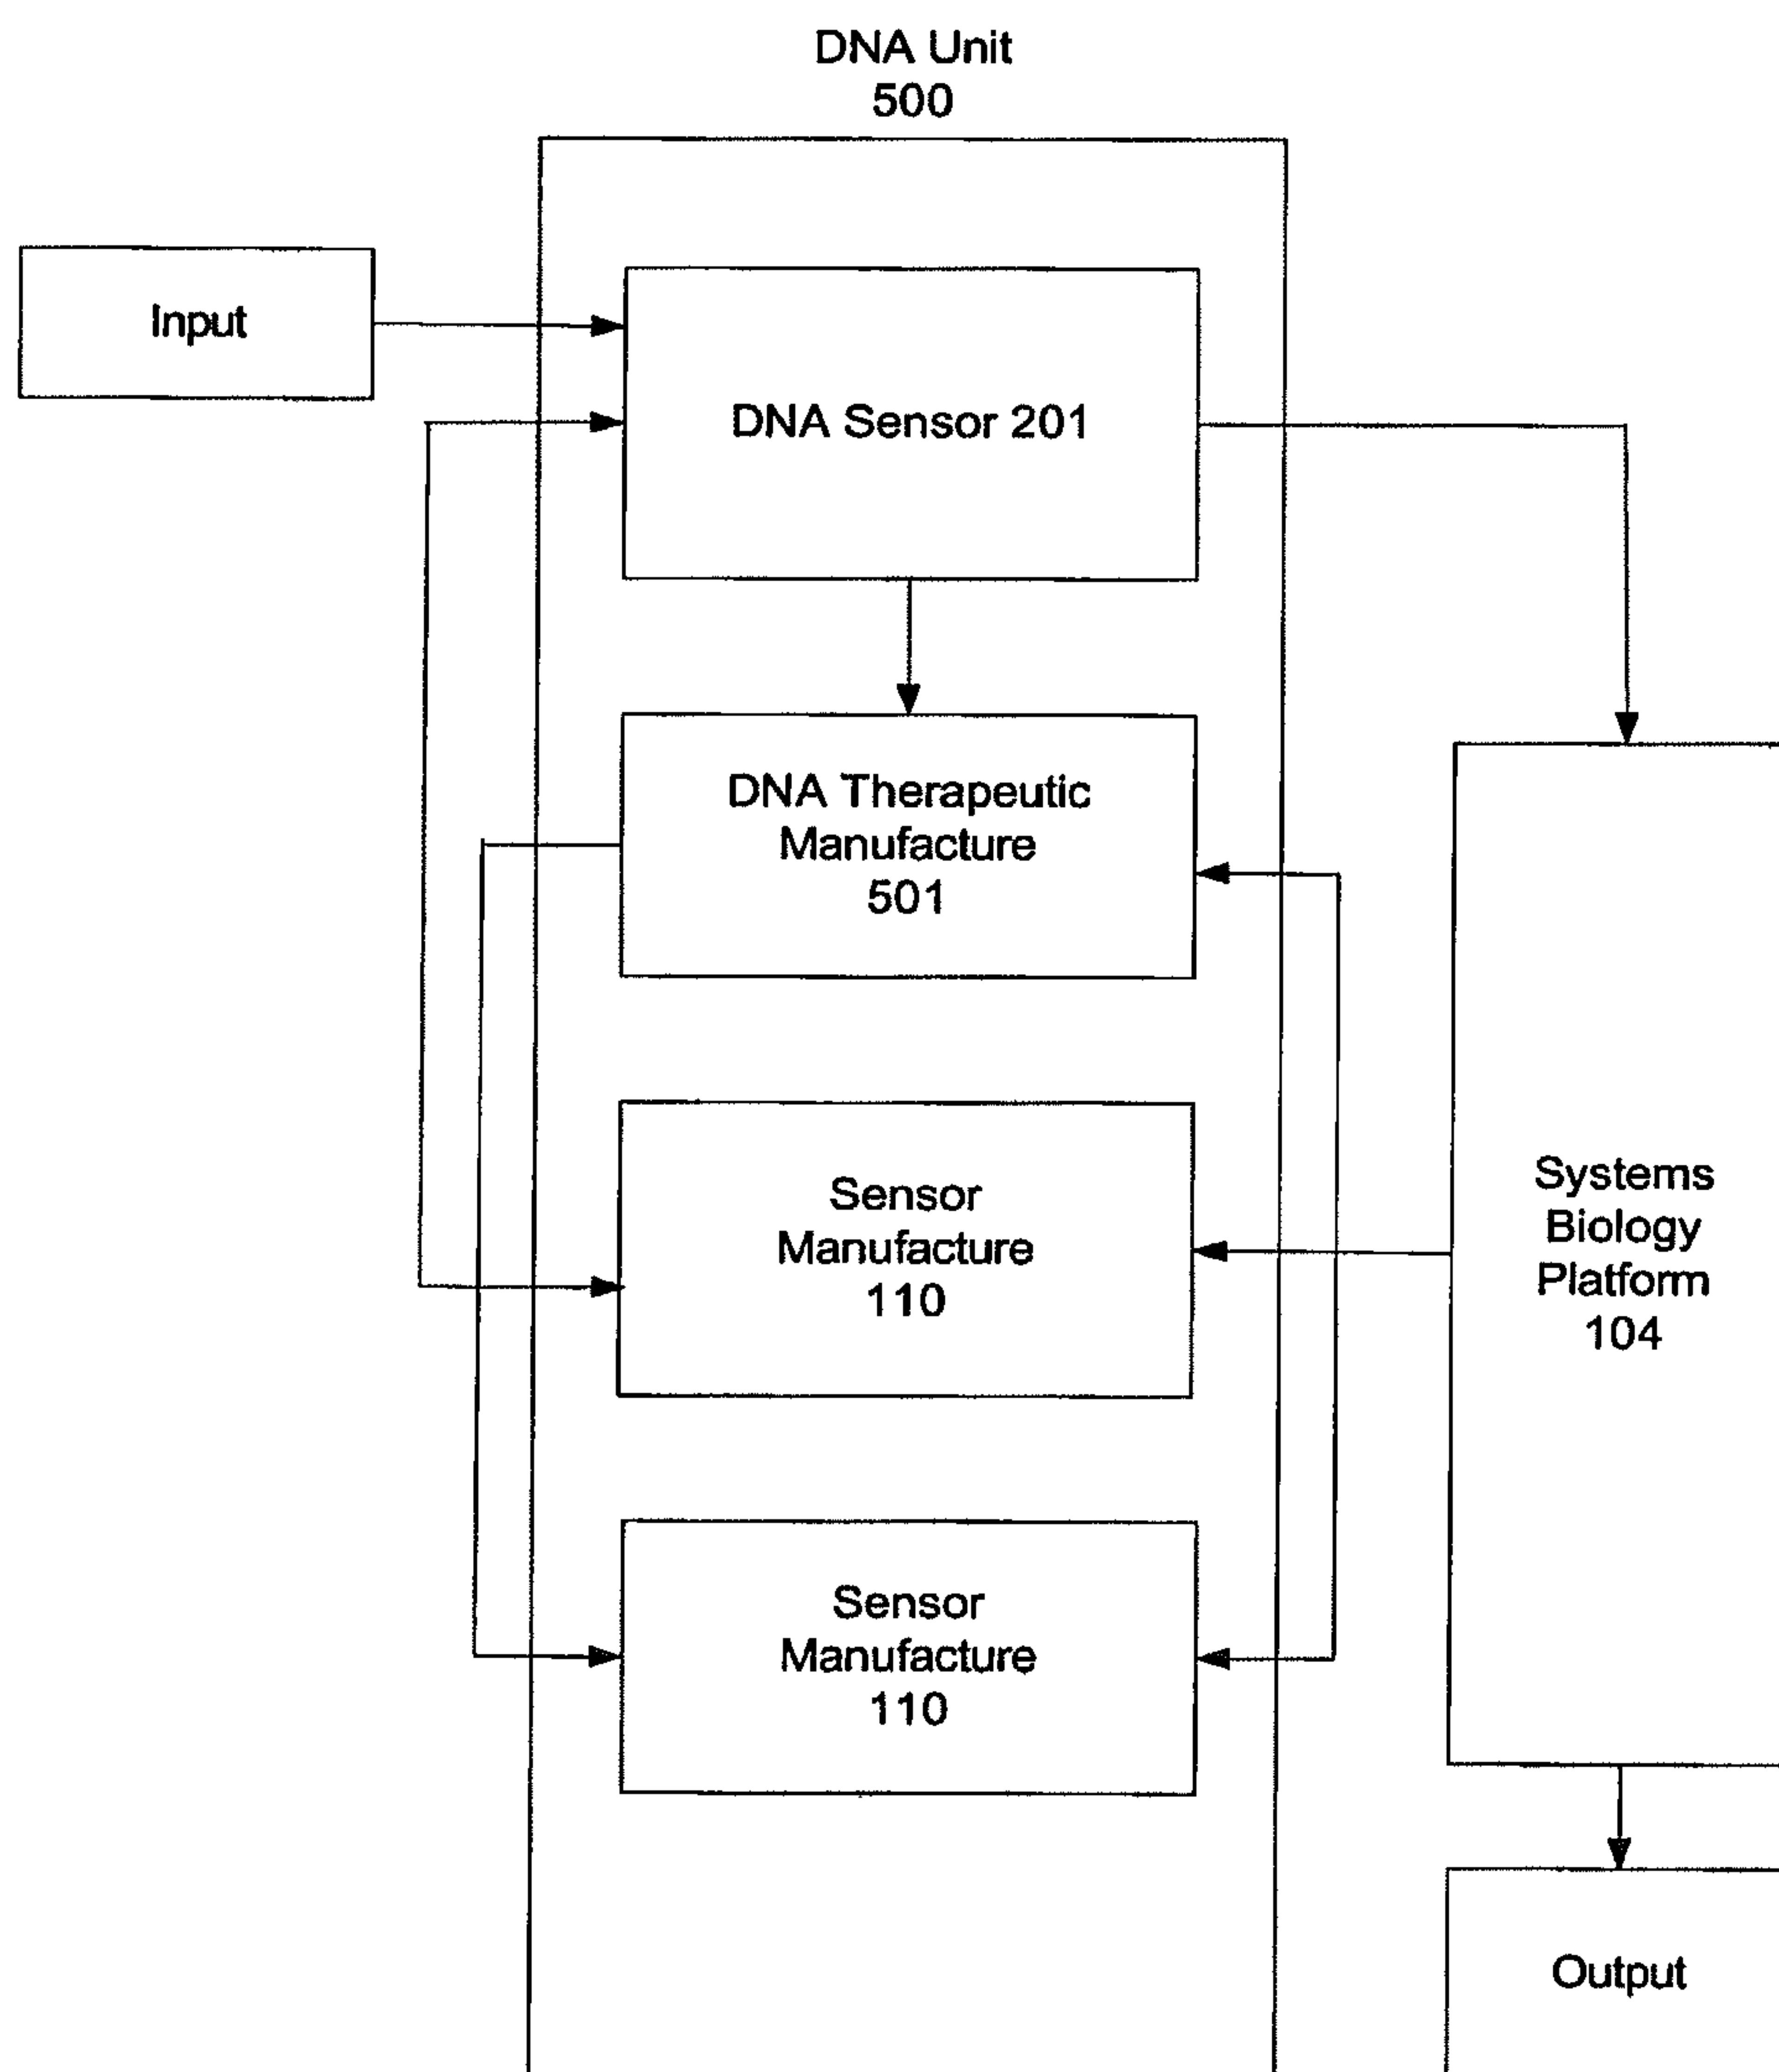 DNA Unit
500
Input
DNA Sensor 201
DNA Therapeutic
Manufacture
501
Sensor
Manufacture
110
Systems
Biology
Platform
104
Sensor
Manufacture
110
Output